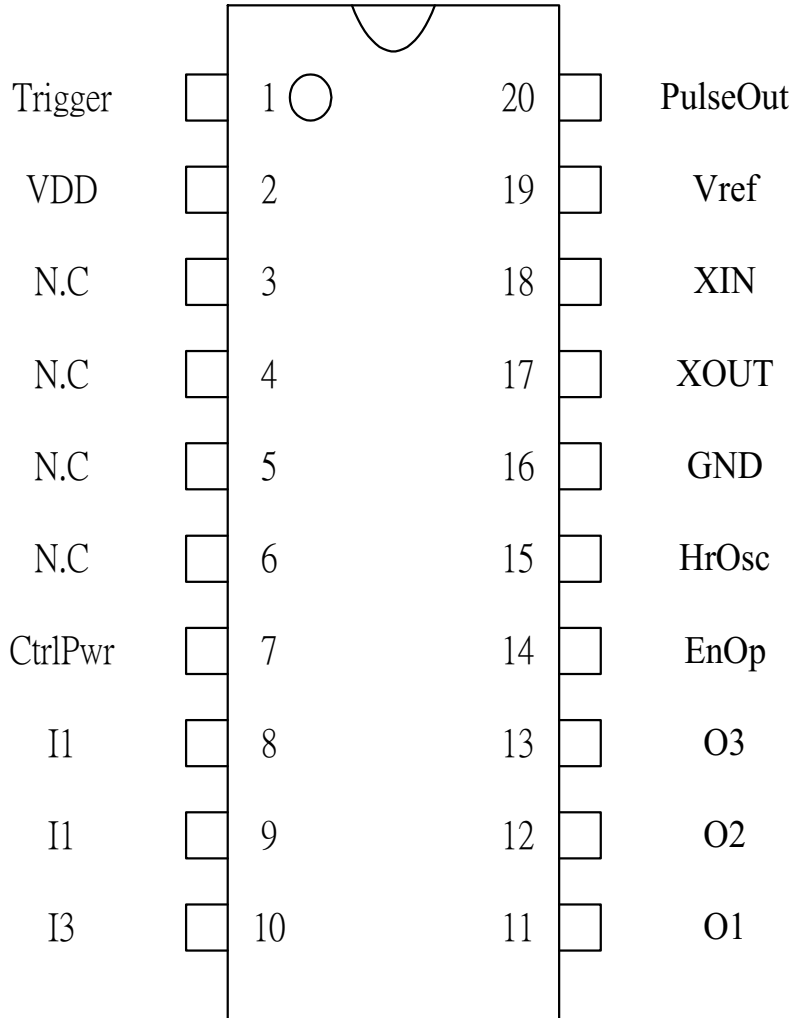 Trigger 1 20 PulseOut
VDD 2 19 Vref
N.C 3 18 XIN
N.C 4 17 XOUT
N.C 5 16 GND
N.C 6 15 HrOsc
CtrlPwr 7 14 EnOp
I1 8 13 O3
I1 9 12 O2
I3 10 11 O1